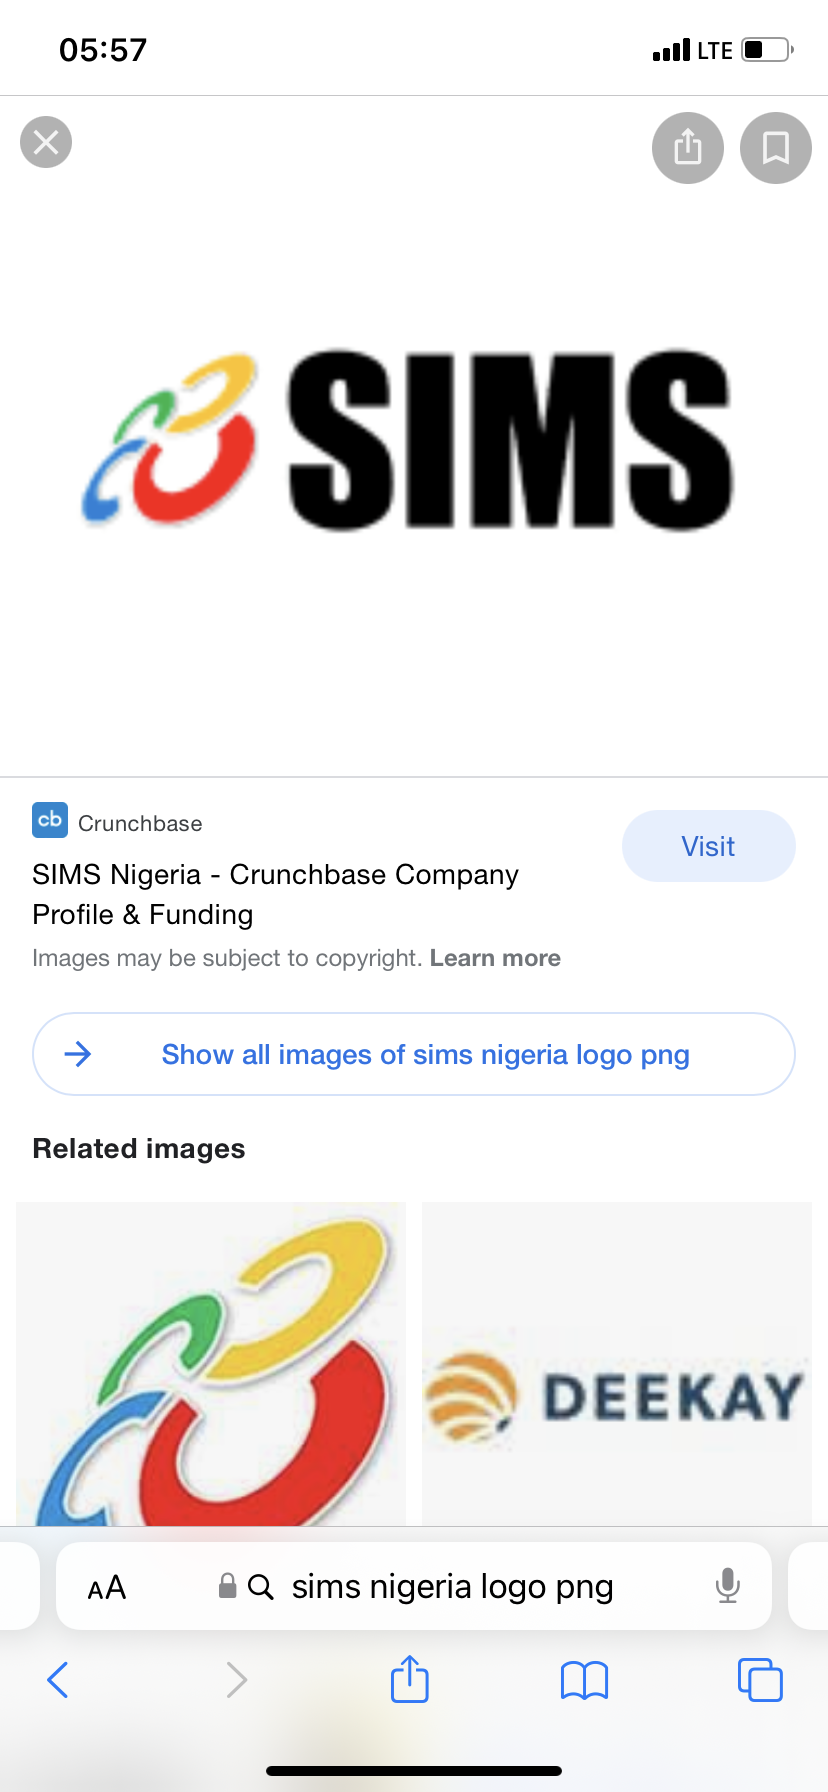 05:57
LTE
SIMS
cb
Crunchbase
Visit
SIMS Nigeria - Crunchbase Company
Profile & Funding
Images may be subject to copyright. Learn more
Show all images of sims nigeria logo png
Related images
DEEKAY
AA
sims nigeria logo png